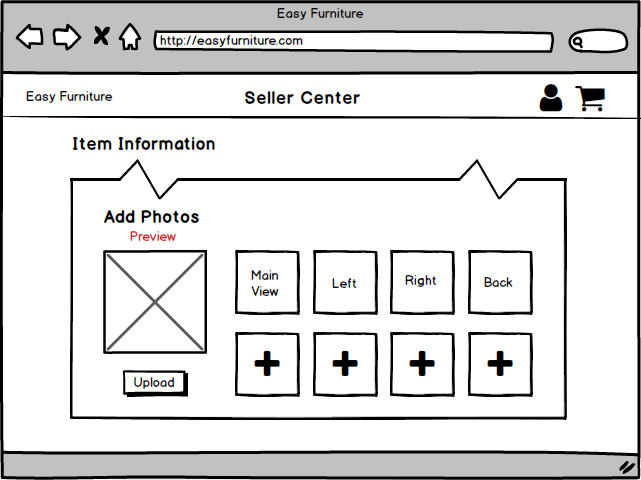 Easy Furniture
http://easyfurniture.com
Easy Furniture
Seller Center
Item Information
Add Photos
Preview
Main
View
Left
Right
Back
Upload